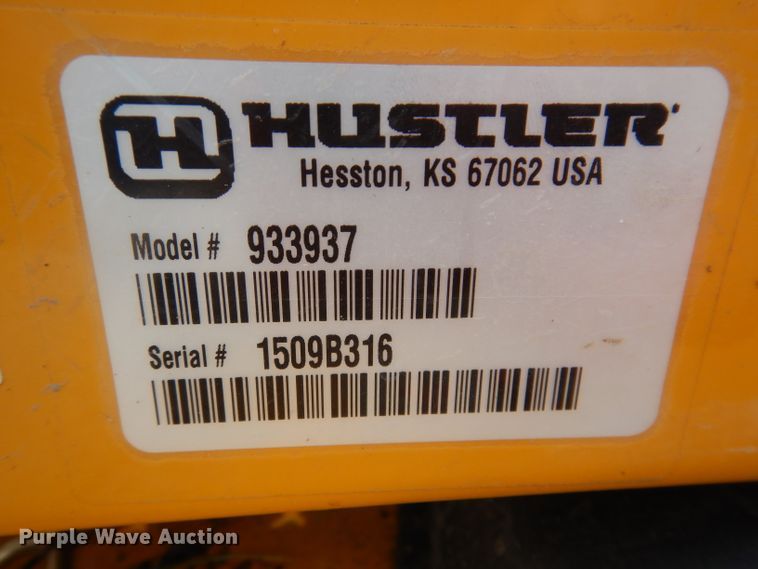 H HUSTLER
Hesston, KS 67062 USA
Model # 933937
Serial # 1509B316
Purple Wave Auction